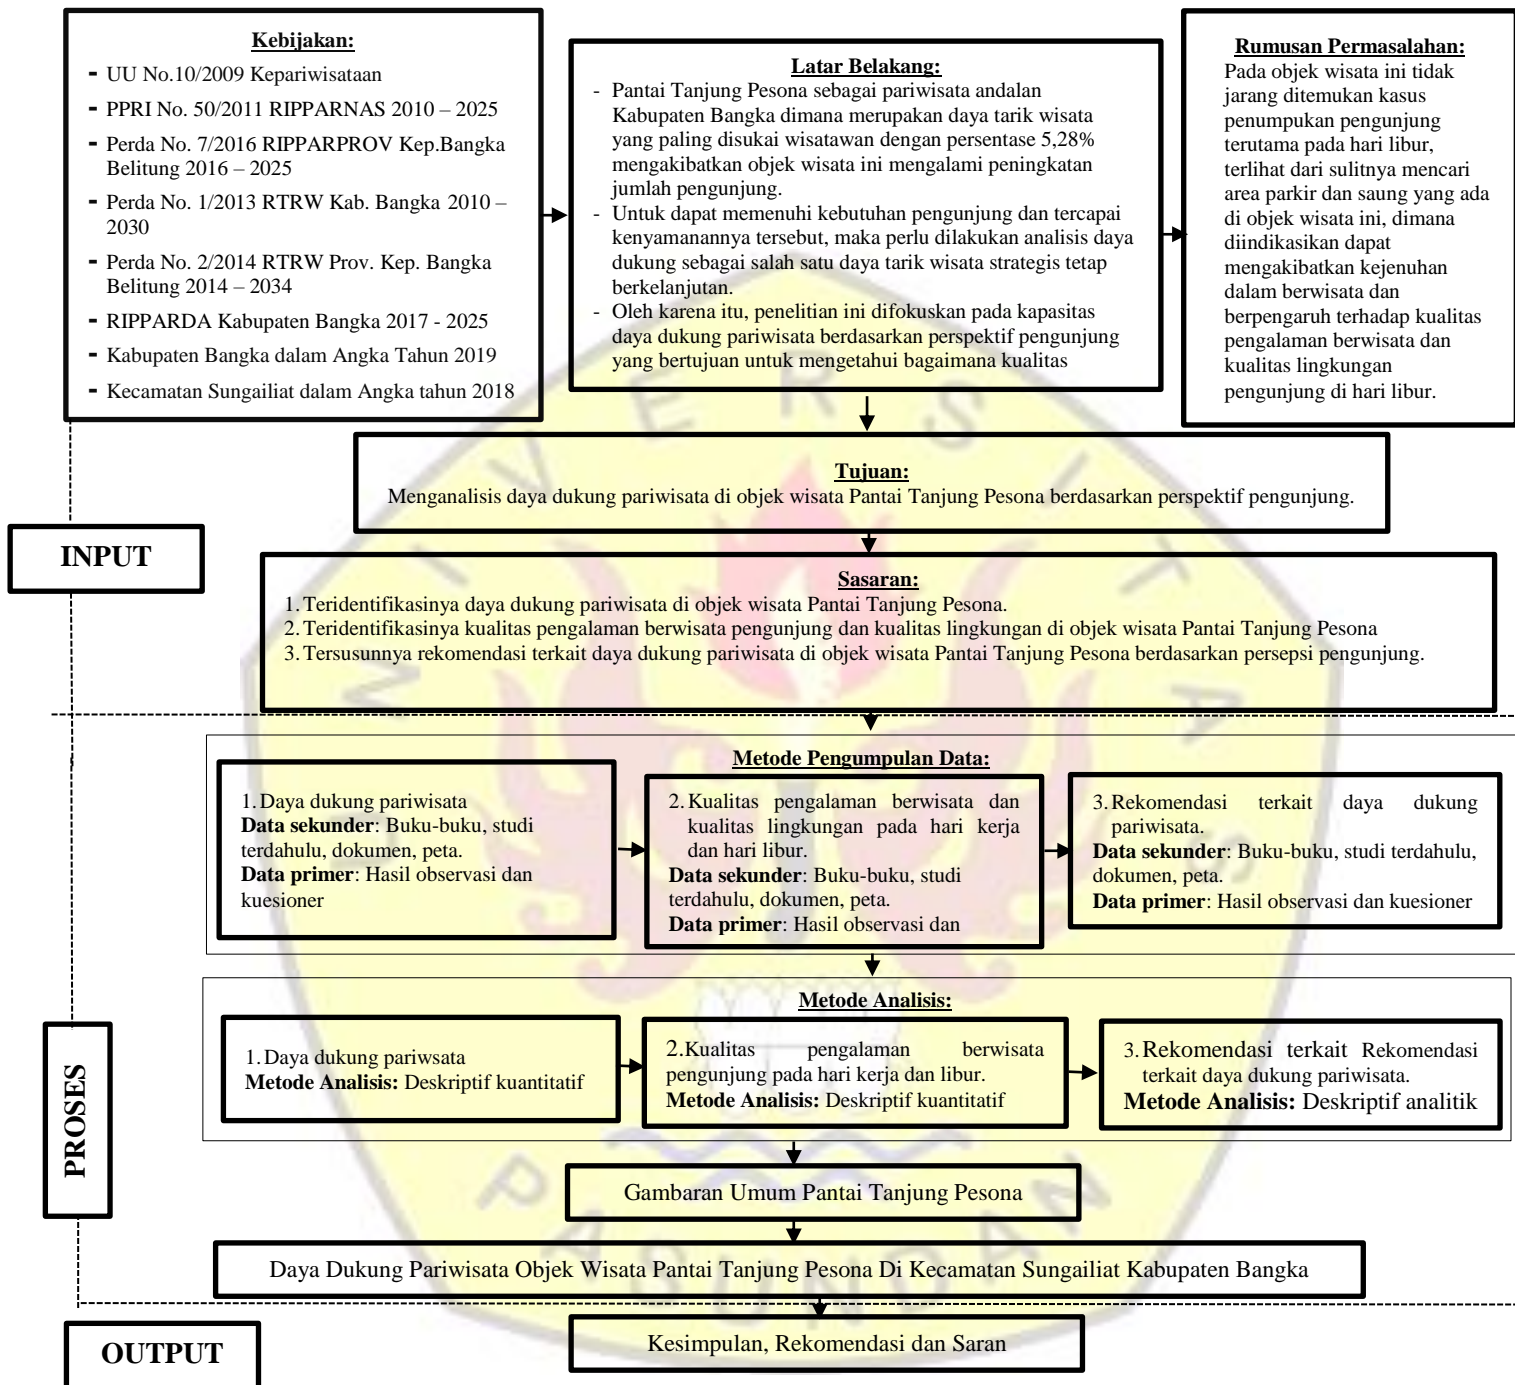 Kebijakan:
- UU No.10/2009 Kepariwisataan
- PPRI No. 50/2011 RIPPARNAS 2010 – 2025
- Perda No. 7/2016 RIPPARPROV Kep.Bangka
Belitung 2016 – 2025
- Perda No. 1/2013 RTRW Kab. Bangka 2010 –
2030
- Perda No. 2/2014 RTRW Prov. Kep. Bangka
Belitung 2014 – 2034
- RIPPARDA Kabupaten Bangka 2017 - 2025
- Kabupaten Bangka dalam Angka Tahun 2019
- Kecamatan Sungailiat dalam Angka tahun 2018
Latar Belakang:
- Pantai Tanjung Pesona sebagai pariwisata andalan
Kabupaten Bangka dimana merupakan daya tarik wisata
yang paling disukai wisatawan dengan persentase 5,28%
mengakibatkan objek wisata ini mengalami peningkatan
jumlah pengunjung.
- Untuk dapat memenuhi kebutuhan pengunjung dan tercapai
kenyamanannya tersebut, maka perlu dilakukan analisis daya
dukung sebagai salah satu daya tarik wisata strategis tetap
berkelanjutan.
- Oleh karena itu, penelitian ini difokuskan pada kapasitas
daya dukung pariwisata berdasarkan perspektif pengunjung
yang bertujuan untuk mengetahui bagaimana kualitas
Rumusan Permasalahan:
Pada objek wisata ini tidak
jarang ditemukan kasus
penumpukan pengunjung
terutama pada hari libur,
terlihat dari sulitnya mencari
area parkir dan saung yang ada
di objek wisata ini, dimana
diindikasikan dapat
mengakibatkan kejenuhan
dalam berwisata dan
berpengaruh terhadap kualitas
pengalaman berwisata dan
kualitas lingkungan
pengunjung di hari libur.
Tujuan:
Menganalisis daya dukung pariwisata di objek wisata Pantai Tanjung Pesona berdasarkan perspektif pengunjung.
INPUT
Sasaran:
1. Teridentifikasinya daya dukung pariwisata di objek wisata Pantai Tanjung Pesona.
2. Teridentifikasinya kualitas pengalaman berwisata pengunjung dan kualitas lingkungan di objek wisata Pantai Tanjung Pesona
3. Tersusunnya rekomendasi terkait daya dukung pariwisata di objek wisata Pantai Tanjung Pesona berdasarkan persepsi pengunjung.
Metode Pengumpulan Data:
1. Daya dukung pariwisata
Data sekunder: Buku-buku, studi
terdahulu, dokumen, peta.
Data primer: Hasil observasi dan
kuesioner
2. Kualitas pengalaman berwisata dan
kualitas lingkungan pada hari kerja
dan hari libur.
Data sekunder: Buku-buku, studi
terdahulu, dokumen, peta.
Data primer: Hasil observasi dan
3. Rekomendasi terkait daya dukung
pariwisata.
Data sekunder: Buku-buku, studi terdahulu,
dokumen, peta.
Data primer: Hasil observasi dan kuesioner
Metode Analisis:
1. Daya dukung pariwsata
Metode Analisis: Deskriptif kuantitatif
2. Kualitas pengalaman berwisata
pengunjung pada hari kerja dan libur.
Metode Analisis: Deskriptif kuantitatif
3. Rekomendasi terkait Rekomendasi
terkait daya dukung pariwisata.
Metode Analisis: Deskriptif analitik
PROSES
Gambaran Umum Pantai Tanjung Pesona
Daya Dukung Pariwisata Objek Wisata Pantai Tanjung Pesona Di Kecamatan Sungailiat Kabupaten Bangka
OUTPUT
Kesimpulan, Rekomendasi dan Saran
UNIVERSITAS
PASUNDAN